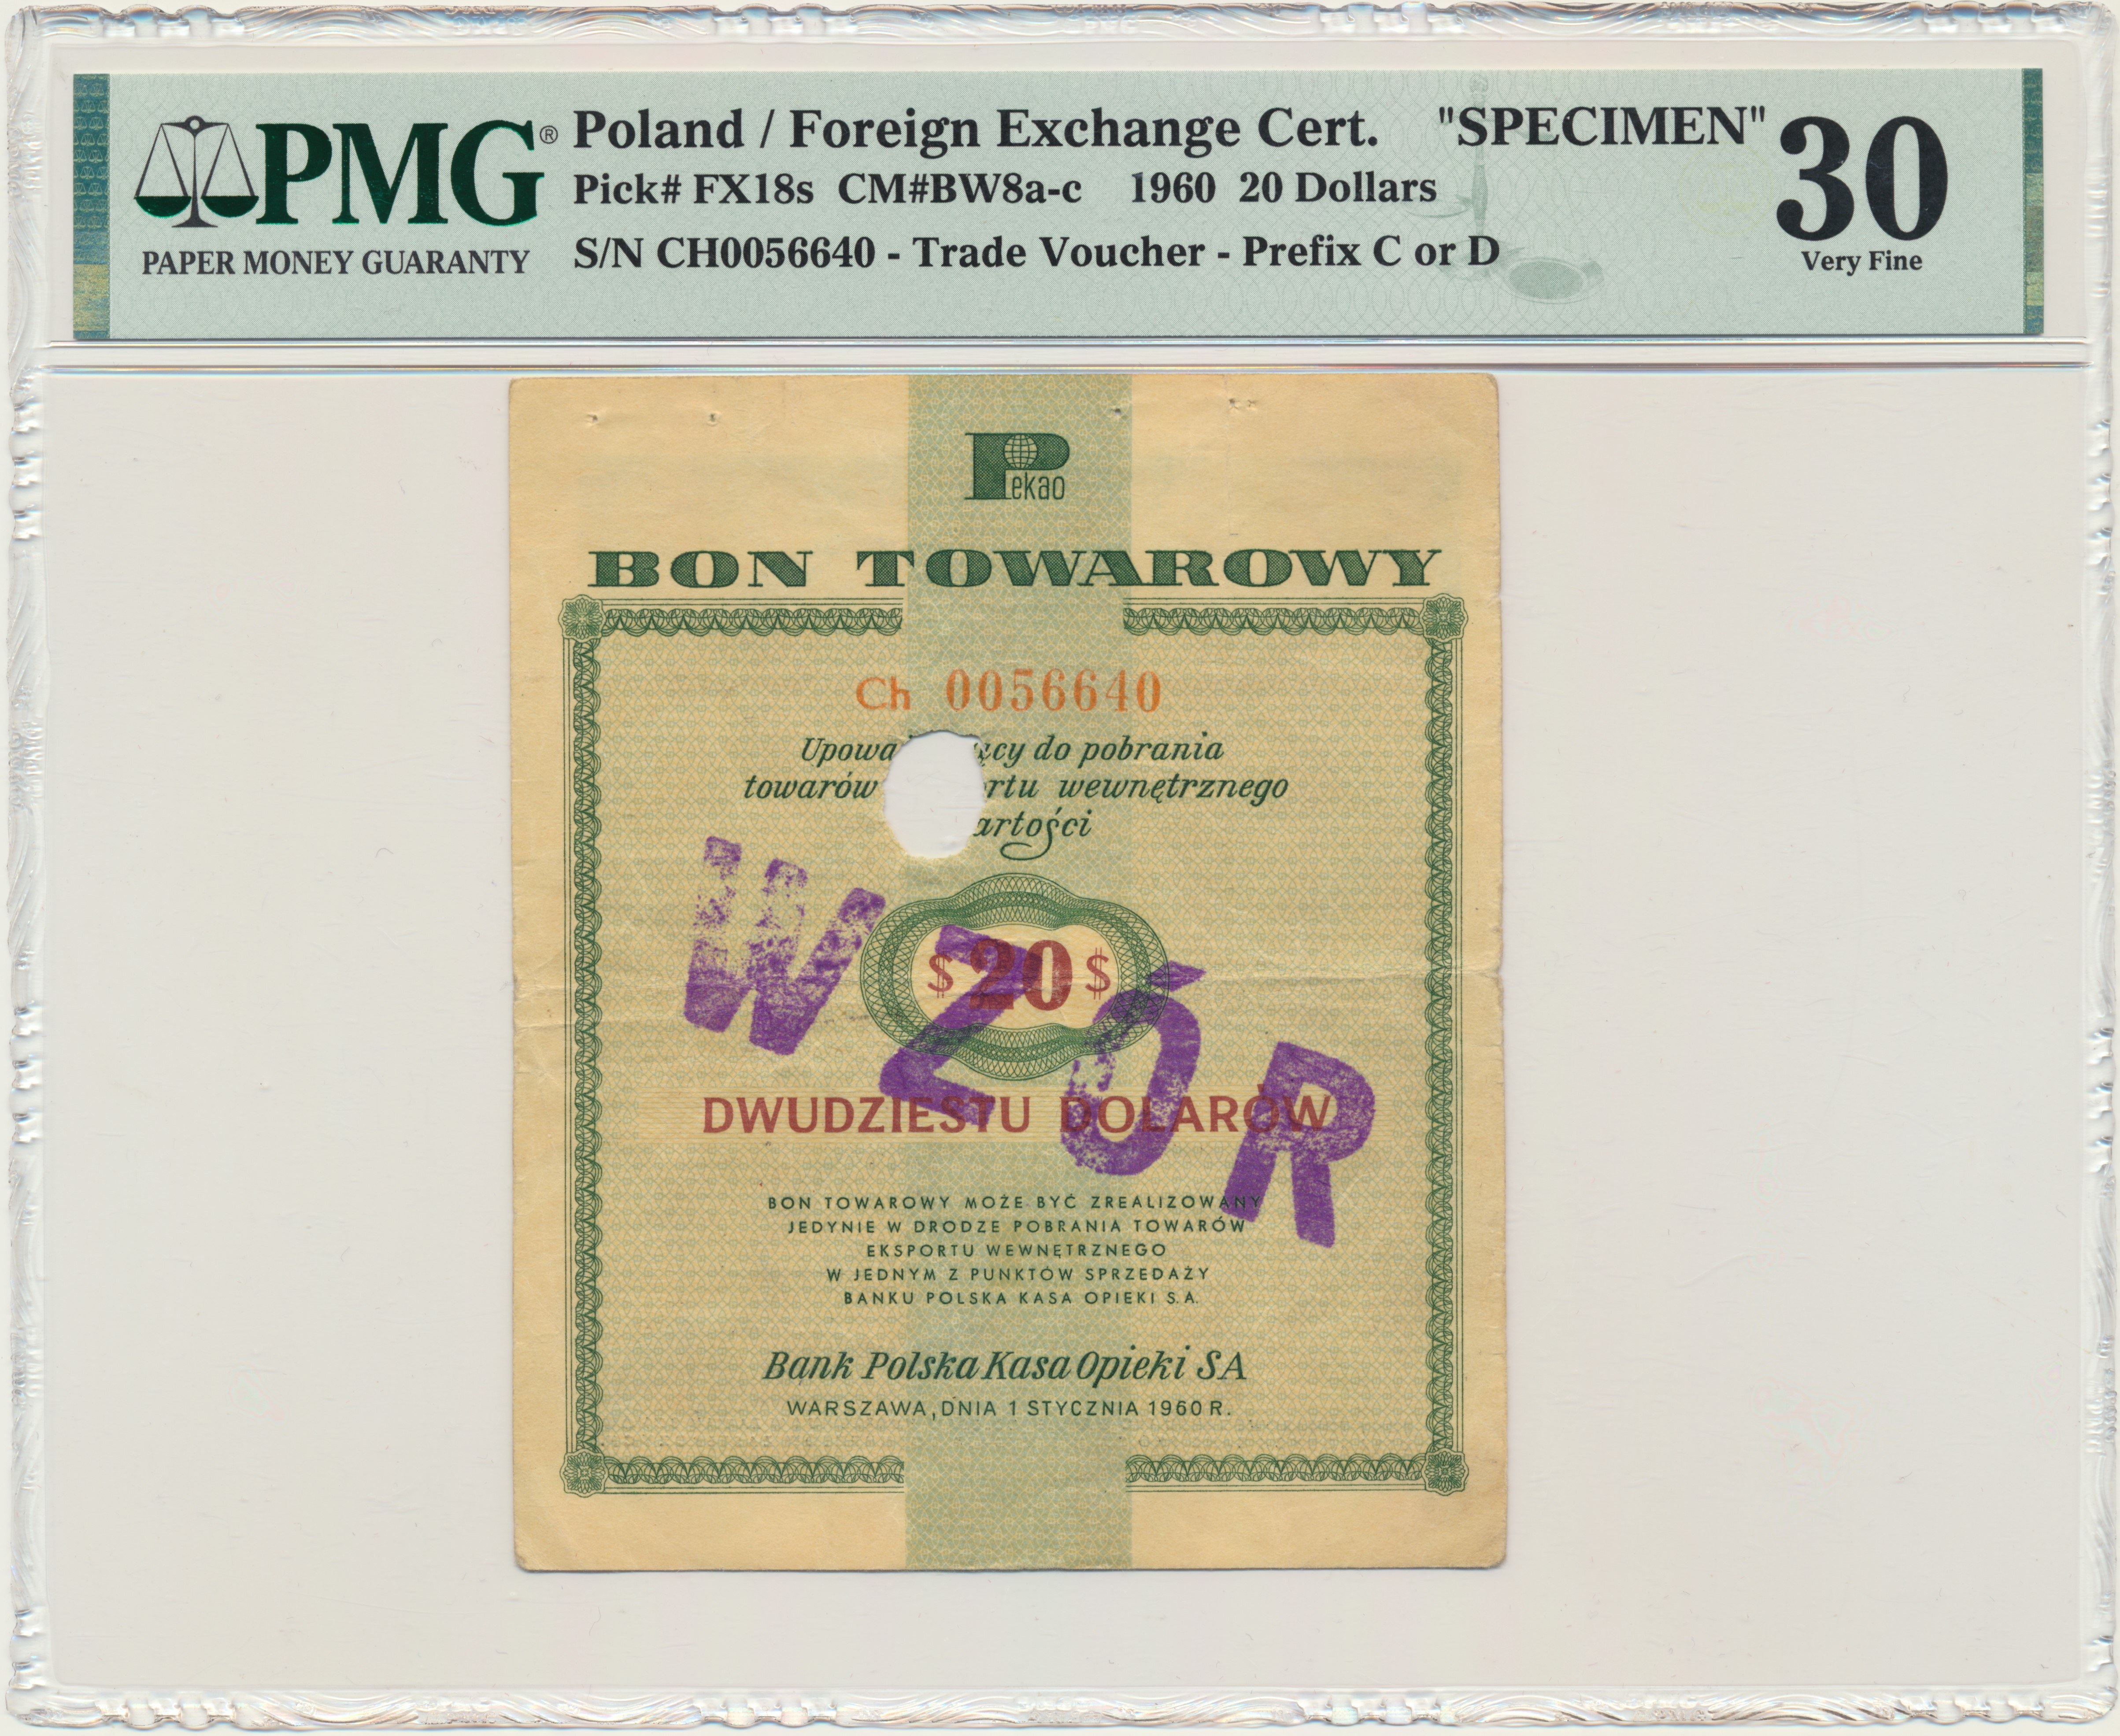 PMG® Poland / Foreign Exchange Cert. "SPECIMEN" 30
Pick# FX18s CM#BW8a-c 1960 20 Dollars
PAPER MONEY GUARANTY S/N CH0056640 - Trade Voucher - Prefix C or D Very Fine
Pekao
BON TOWAROWY
Ch 0056640
do pobrania
towarów wewnętrznego
$ 20 $
WZÓR
DWUDZIESTU DOLARÓW
BON TOWAROWY MOŻE BYĆ ZREALIZOWANY
JEDYNIE W DRODZE POBRANIA TOWARÓW
EKSPORTU WEWNĘTRZNEGO
W JEDNYM Z PUNKTÓW SPRZEDAŻY
BANKU POLSKA KASA OPIEKI S.A.
Bank Polska Kasa Opieki SA
WARSZAWA, DNIA 1 STYCZNIA 1960 R.